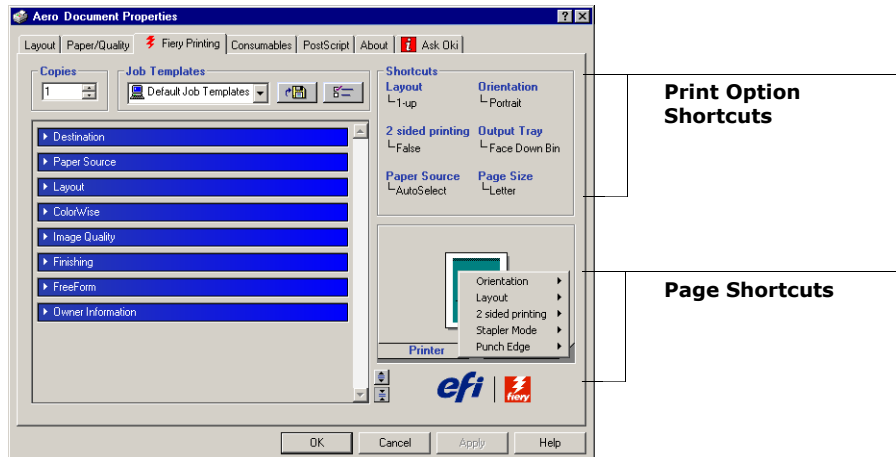 Aero Document Properties
Layout Paper/Quality Fiery Printing Consumables PostScript About Ask Oki
Copies
1
Job Templates
Default Job Templates
Destination
Paper Source
Layout
ColorWise
Image Quality
Finishing
FreeForm
Owner Information
Shortcuts
Layout
1-up
Orientation
Portrait
2 sided printing
False
Output Tray
Face Down Bin
Paper Source
AutoSelect
Page Size
Letter
Orientation
Layout
2 sided printing
Stapler Mode
Punch Edge
Printer
efi
fiery
OK Cancel Apply Help
Print Option
Shortcuts
Page Shortcuts